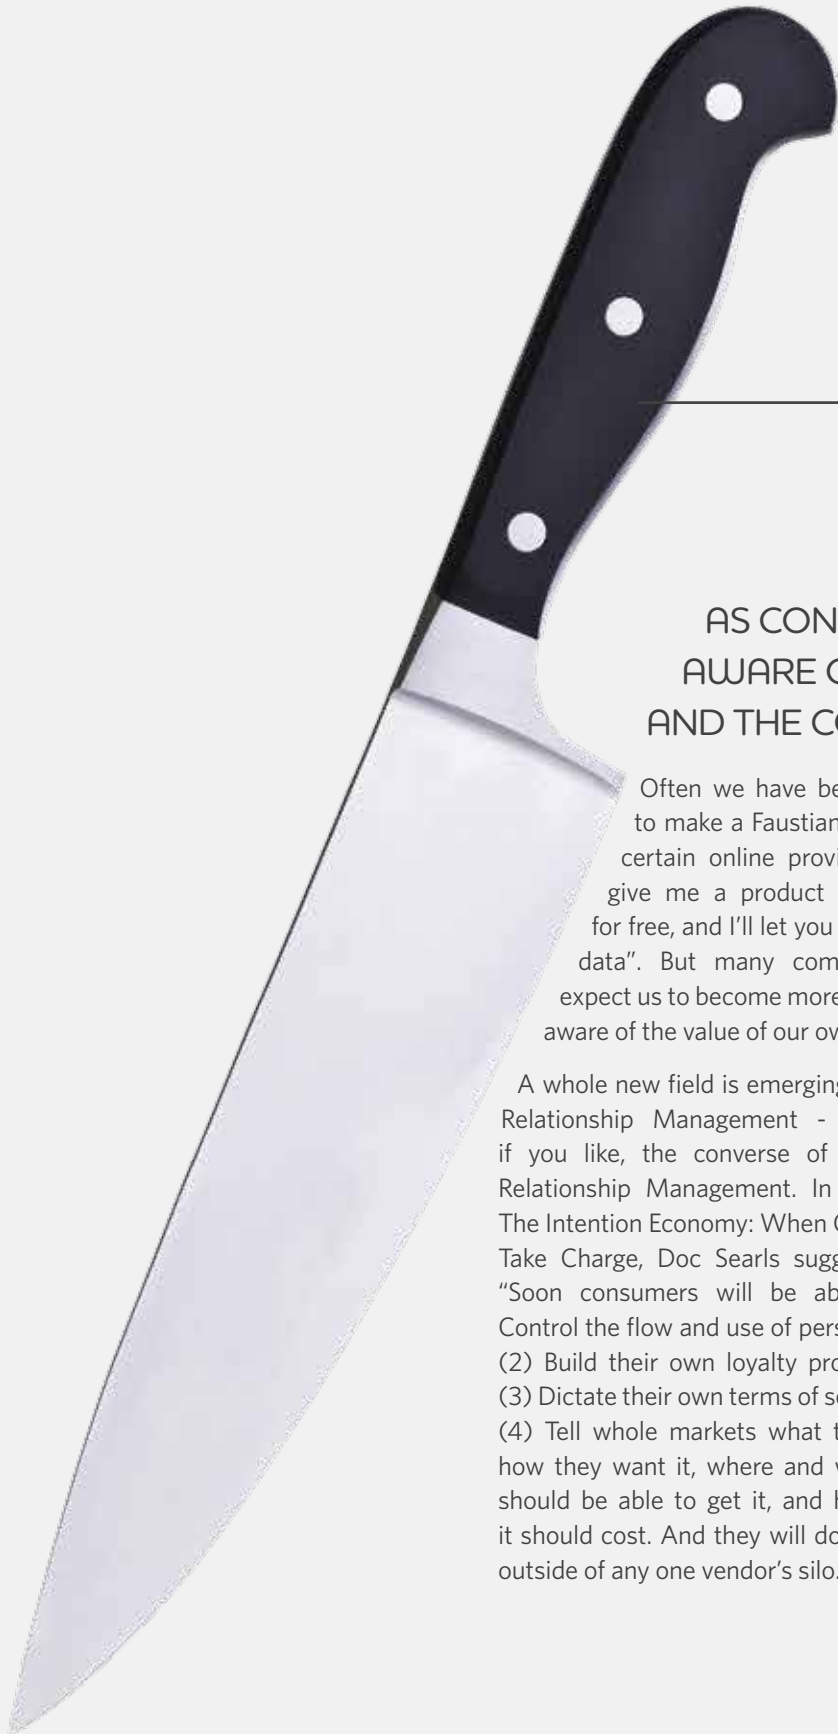 AS CON
AWARE
AND THE
Often we have be
to make a Faustian
certain online provi
give me a product
for free, and I'll let you
data”. But many com
expect us to become more
aware of the value of our ow
A whole new field is emerging
Relationship Management -
if you like, the converse of
Relationship Management. In
The Intention Economy: When
Take Charge, Doc Searls sugg
“Soon consumers will be ab
Control the flow and use of pers
(2) Build their own loyalty pro
(3) Dictate their own terms of se
(4) Tell whole markets what t
how they want it, where and
should be able to get it, and
it should cost. And they will do
outside of any one vendor's silo.